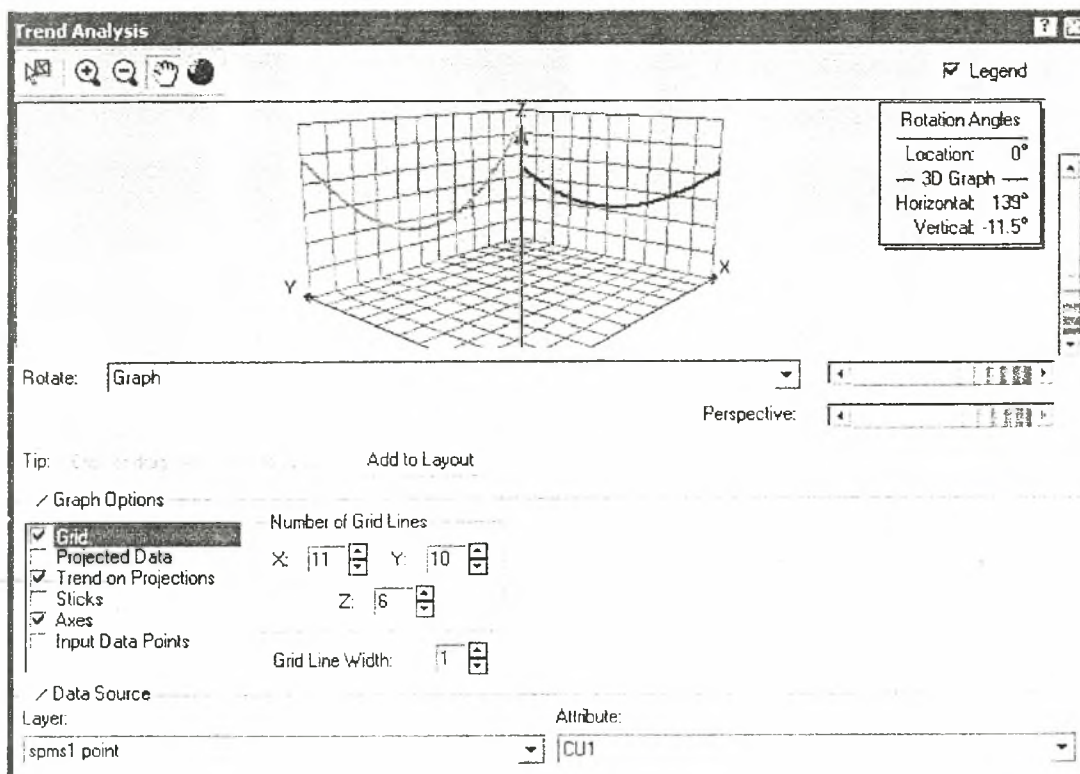 Trend Analysis
Legend
Z
Y
X
Rotation Angles
Location: 0°
— 3D Graph —
Horizontal: 139°
Vertical: -11.5°
Rotate: Graph
Perspective:
Tip:
Add to Layout
Graph Options
Grid
Projected Data
Trend on Projections
Sticks
Axes
Input Data Points
Number of Grid Lines
X: 11 Y: 10
Z: 6
Grid Line Width: 1
Data Source
Layer:
Attribute:
spms1 point
CU1